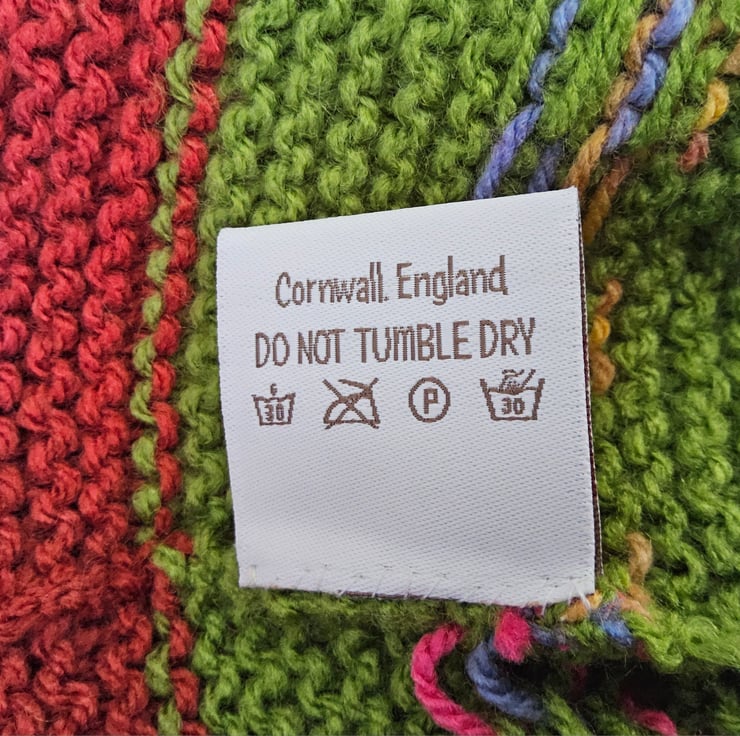 Cornwall. England
DO NOT TUMBLE DRY
30 P 30